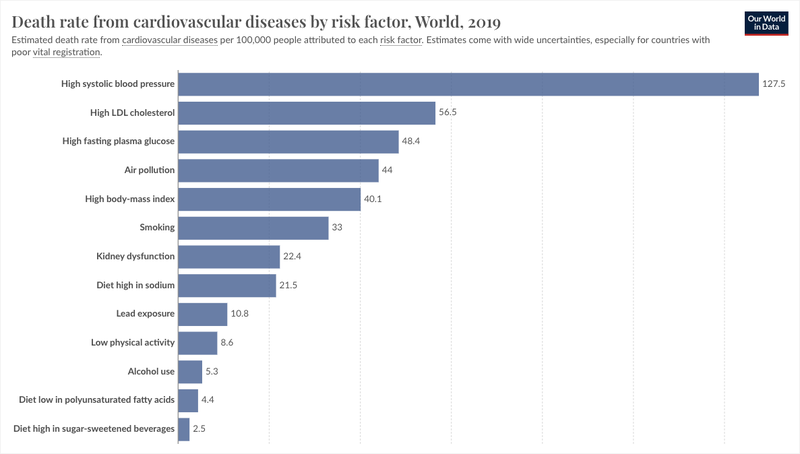 Death rate from cardiovascular diseases by risk factor, World, 2019
Our World
in Data
Estimated death rate from cardiovascular diseases per 100,000 people attributed to each risk factor. Estimates come with wide uncertainties, especially for countries with
poor vital registration.
High systolic blood pressure 127.5
High LDL cholesterol 56.5
High fasting plasma glucose 48.4
Air pollution 44
High body-mass index 40.1
Smoking 33
Kidney dysfunction 22.4
Diet high in sodium 21.5
Lead exposure 10.8
Low physical activity 8.6
Alcohol use 5.3
Diet low in polyunsaturated fatty acids 4.4
Diet high in sugar-sweetened beverages 2.5